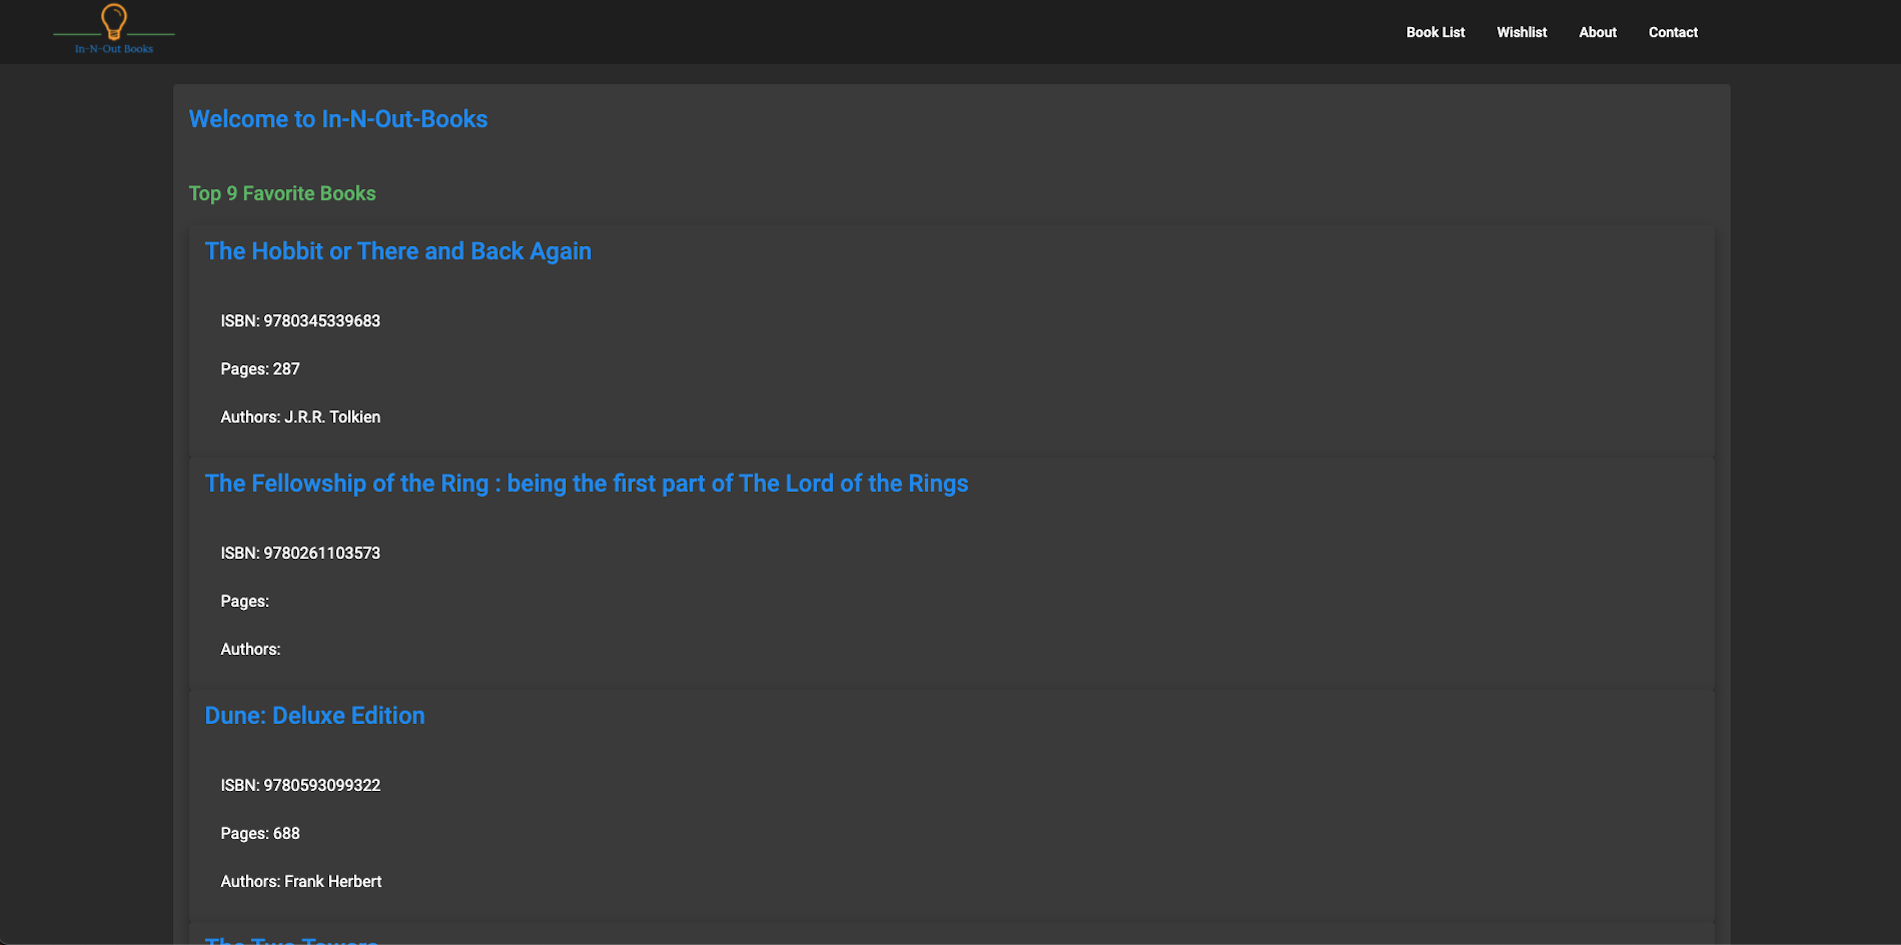 In-N-Out Books
Book List Wishlist About Contact
Welcome to In-N-Out-Books
Top 9 Favorite Books
The Hobbit or There and Back Again
ISBN: 9780345339683
Pages: 287
Authors: J.R.R. Tolkien
The Fellowship of the Ring : being the first part of The Lord of the Rings
ISBN: 9780261103573
Pages:
Authors:
Dune: Deluxe Edition
ISBN: 9780593099322
Pages: 688
Authors: Frank Herbert
The Two Towers